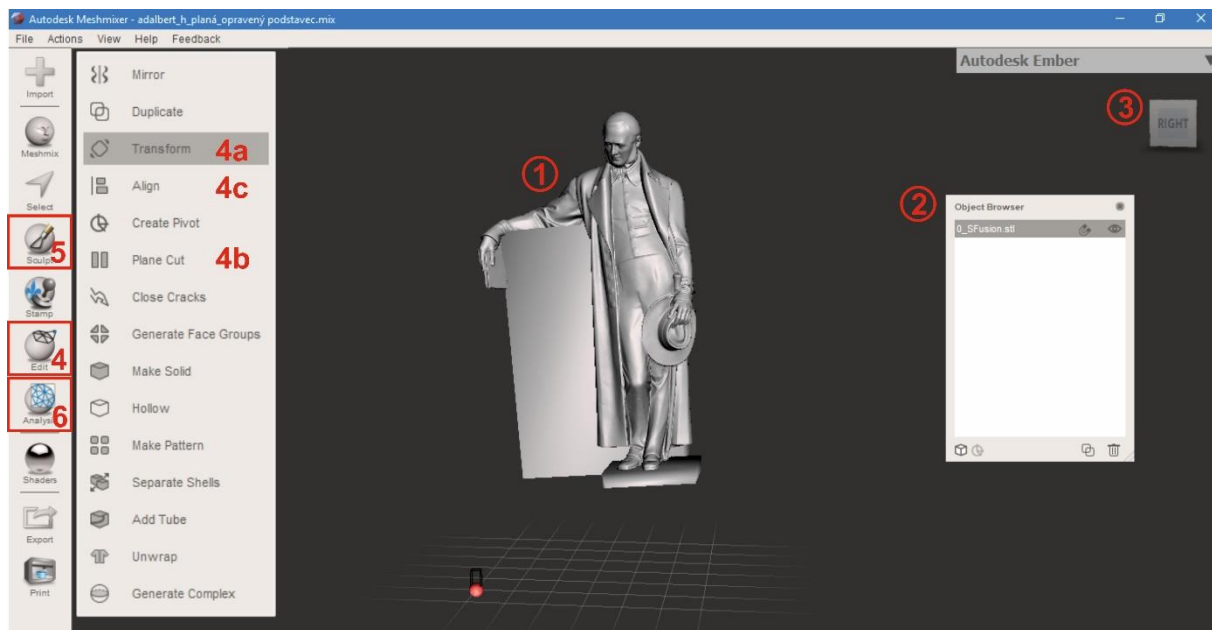 Autodesk Meshmixer - adalbert_h_planá_opravený podstavec.mix
File Actions View Help Feedback
Import
Meshmix
Select
Sculpt
5
Stamp
Edit
4
Analysis
6
Shaders
Export
Print
Mirror
Duplicate
Transform 4a
Align 4c
Create Pivot
Plane Cut 4b
Close Cracks
Generate Face Groups
Make Solid
Hollow
Make Pattern
Separate Shells
Add Tube
Unwrap
Generate Complex
1
Autodesk Ember
3
RIGHT
2
Object Browser
0_SFusion.stl